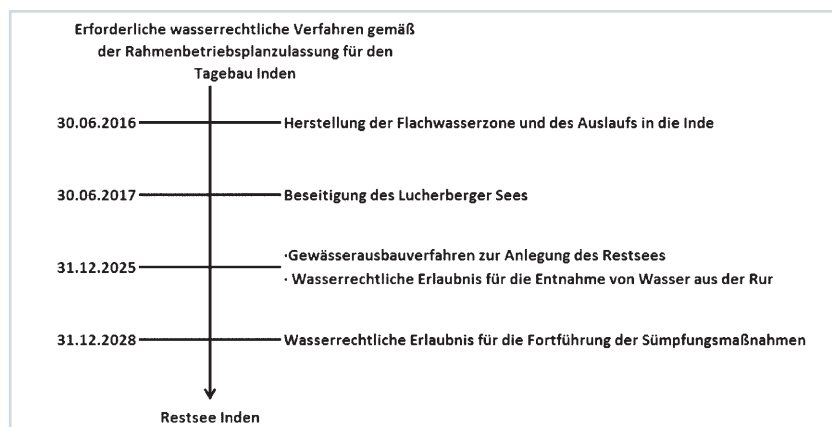 Erforderliche wasserrechtliche Verfahren gemäß
der Rahmenbetriebsplanzulassung für den
Tagebau Inden
30.06.2016 Herstellung der Flachwasserzone und des Auslaufs in die Inde
30.06.2017 Beseitigung des Lucherberger Sees
·Gewässerausbauverfahren zur Anlegung des Restsees
31.12.2025
· Wasserrechtliche Erlaubnis für die Entnahme von Wasser aus der Rur
31.12.2028 Wasserrechtliche Erlaubnis für die Fortführung der Sümpfungsmaßnahmen
Restsee Inden